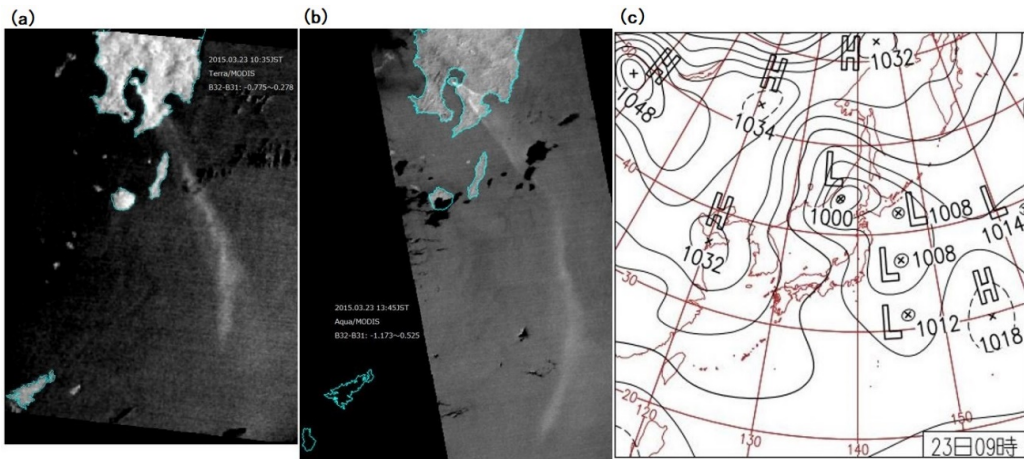 (a)
2015.03.23 10:35JST
Terra/MODIS
B32-B31: -0.775~-0.278
(b)
2015.03.23 13:45JST
Aqua/MODIS
B32-B31: -1.173~-0.525
(c)
H
1048
H
1034
H
1032
H
1032
L
1000
L
1008
L
1014
L
1008
L
1012
H
1018
40
30
20
120
130
140
150
23日09時